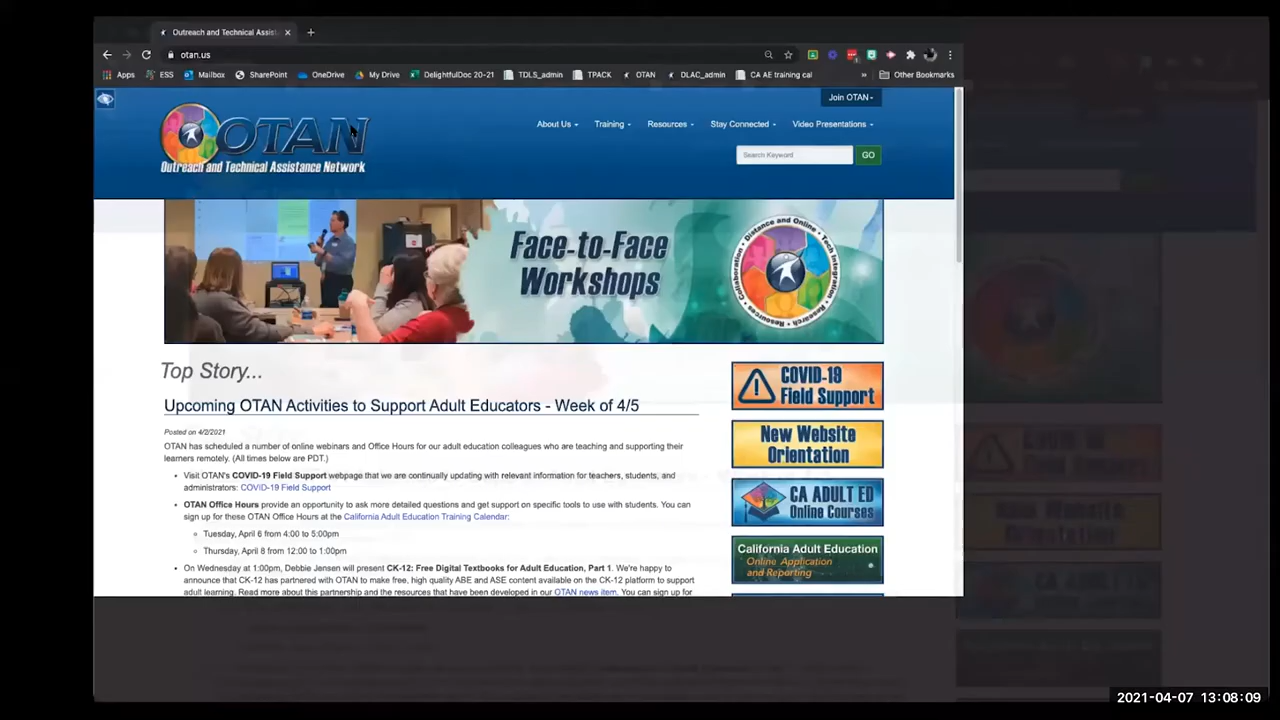 Outreach and Technical Assist
otan.us
Apps
ESS
Mailbox
SharePoint
OneDrive
My Drive
DelightfulDoc 20-21
TDLS_admin
TPACK
OTAN
DLAC_admin
CA AE training cal
»
Other Bookmarks
Join OTAN
About Us
Training
Resources
Stay Connected
Video Presentations
OTAN
Outreach and Technical Assistance Network
Search Keyword
GO
Face-to-Face
Workshops
Collaboration • Distance and Online • Tech Integration • Research • Resources
Top Story...
Upcoming OTAN Activities to Support Adult Educators - Week of 4/5
Posted on 4/2/2021
OTAN has scheduled a number of online webinars and Office Hours for our adult education colleagues who are teaching and supporting their
learners remotely. (All times below are PDT.)
• Visit OTAN's COVID-19 Field Support webpage that we are continually updating with relevant information for teachers, students, and
administrators: COVID-19 Field Support
• OTAN Office Hours provide an opportunity to ask more detailed questions and get support on specific tools to use with students. You can
sign up for these OTAN Office Hours at the California Adult Education Training Calendar:
Tuesday, April 6 from 4:00 to 5:00pm
Thursday, April 8 from 12:00 to 1:00pm
• On Wednesday at 1:00pm, Debbie Jensen will present CK-12: Free Digital Textbooks for Adult Education, Part 1. We're happy to
announce that CK-12 has partnered with OTAN to make free, high quality ABE and ASE content available on the CK-12 platform to support
adult learning. Read more about this partnership and the resources that have been developed in our OTAN news item. You can sign up for
COVID-19
Field Support
New Website
Orientation
CA ADULT ED
Online Courses
California Adult Education
Online Application
and Reporting
2021-04-07 13:08:09